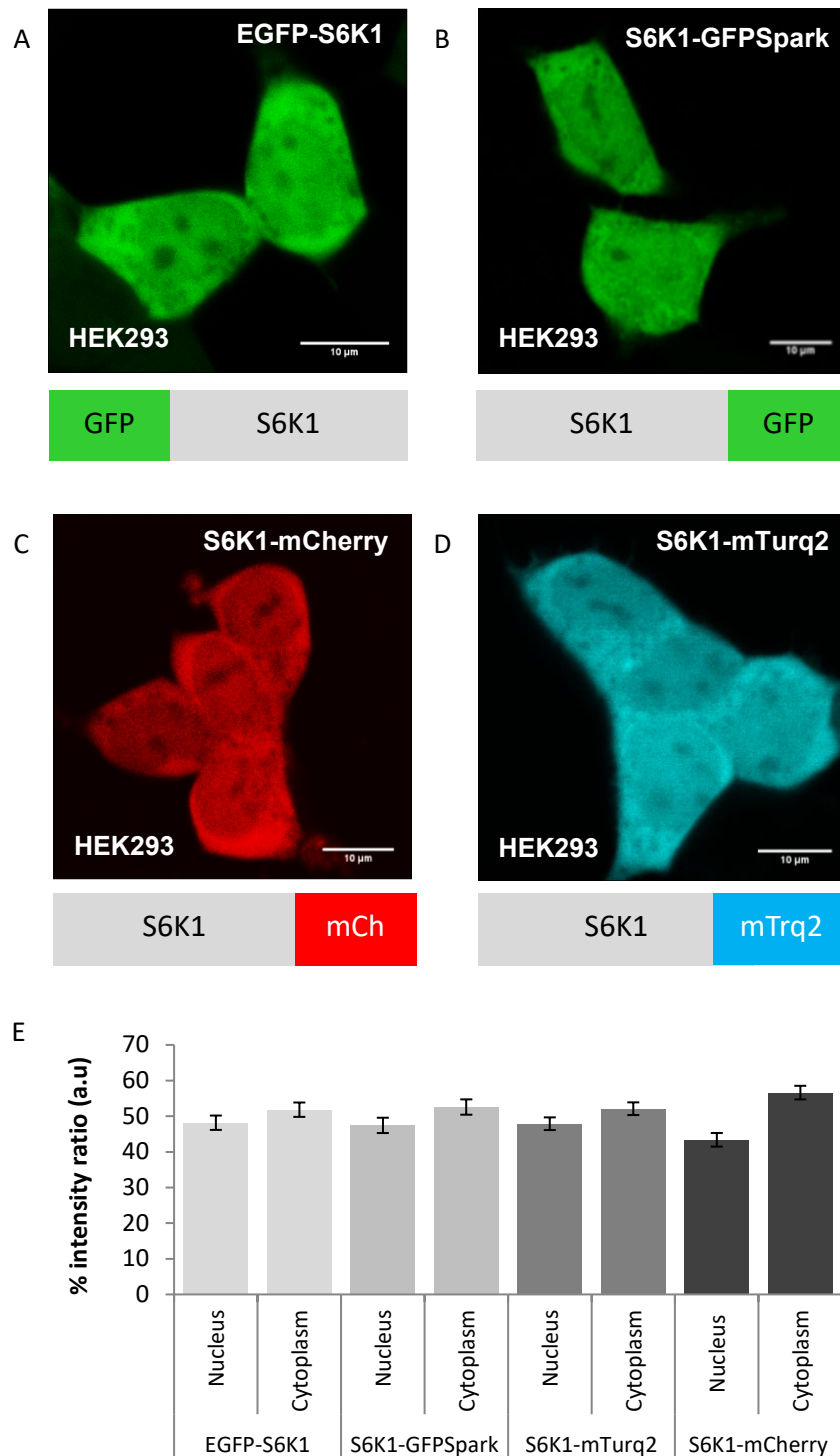 A
EGFP-S6K1
HEK293
10 µm
GFP S6K1
B
S6K1-GFPSpark
HEK293
10 µm
S6K1 GFP
C
S6K1-mCherry
HEK293
10 µm
S6K1 mCh
D
S6K1-mTurq2
HEK293
10 µm
S6K1 mTrq2
E
% intensity ratio (a.u)
70
60
50
40
30
20
10
0
Nucleus
Cytoplasm
Nucleus
Cytoplasm
Nucleus
Cytoplasm
Nucleus
Cytoplasm
EGFP-S6K1 S6K1-GFPSpark S6K1-mTurq2 S6K1-mCherry